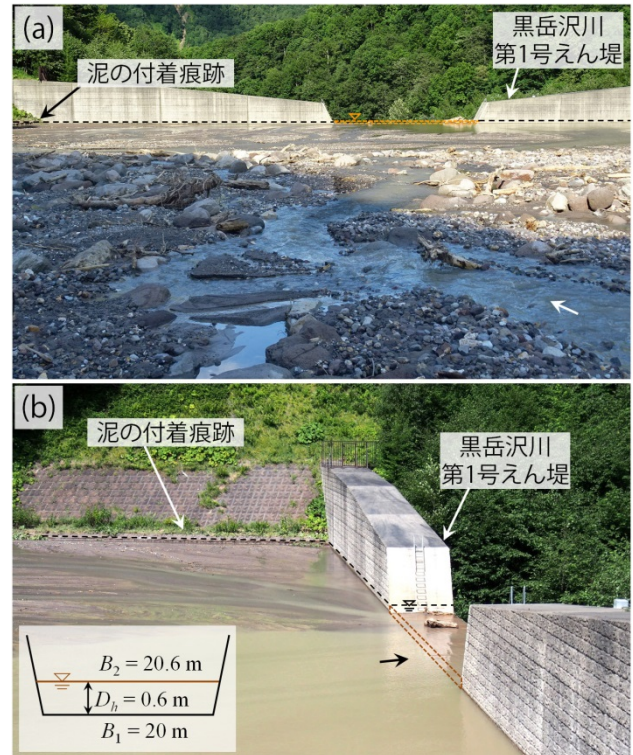 (a)
泥の付着痕跡
黒岳沢川
第1号えん堤
(b)
泥の付着痕跡
黒岳沢川
第1号えん堤
B₂ = 20.6 m
Dₕ = 0.6 m
B₁ = 20 m